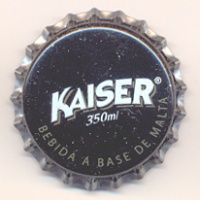 KAISER®
350ml
BEBIDA A BASE DE MALTA